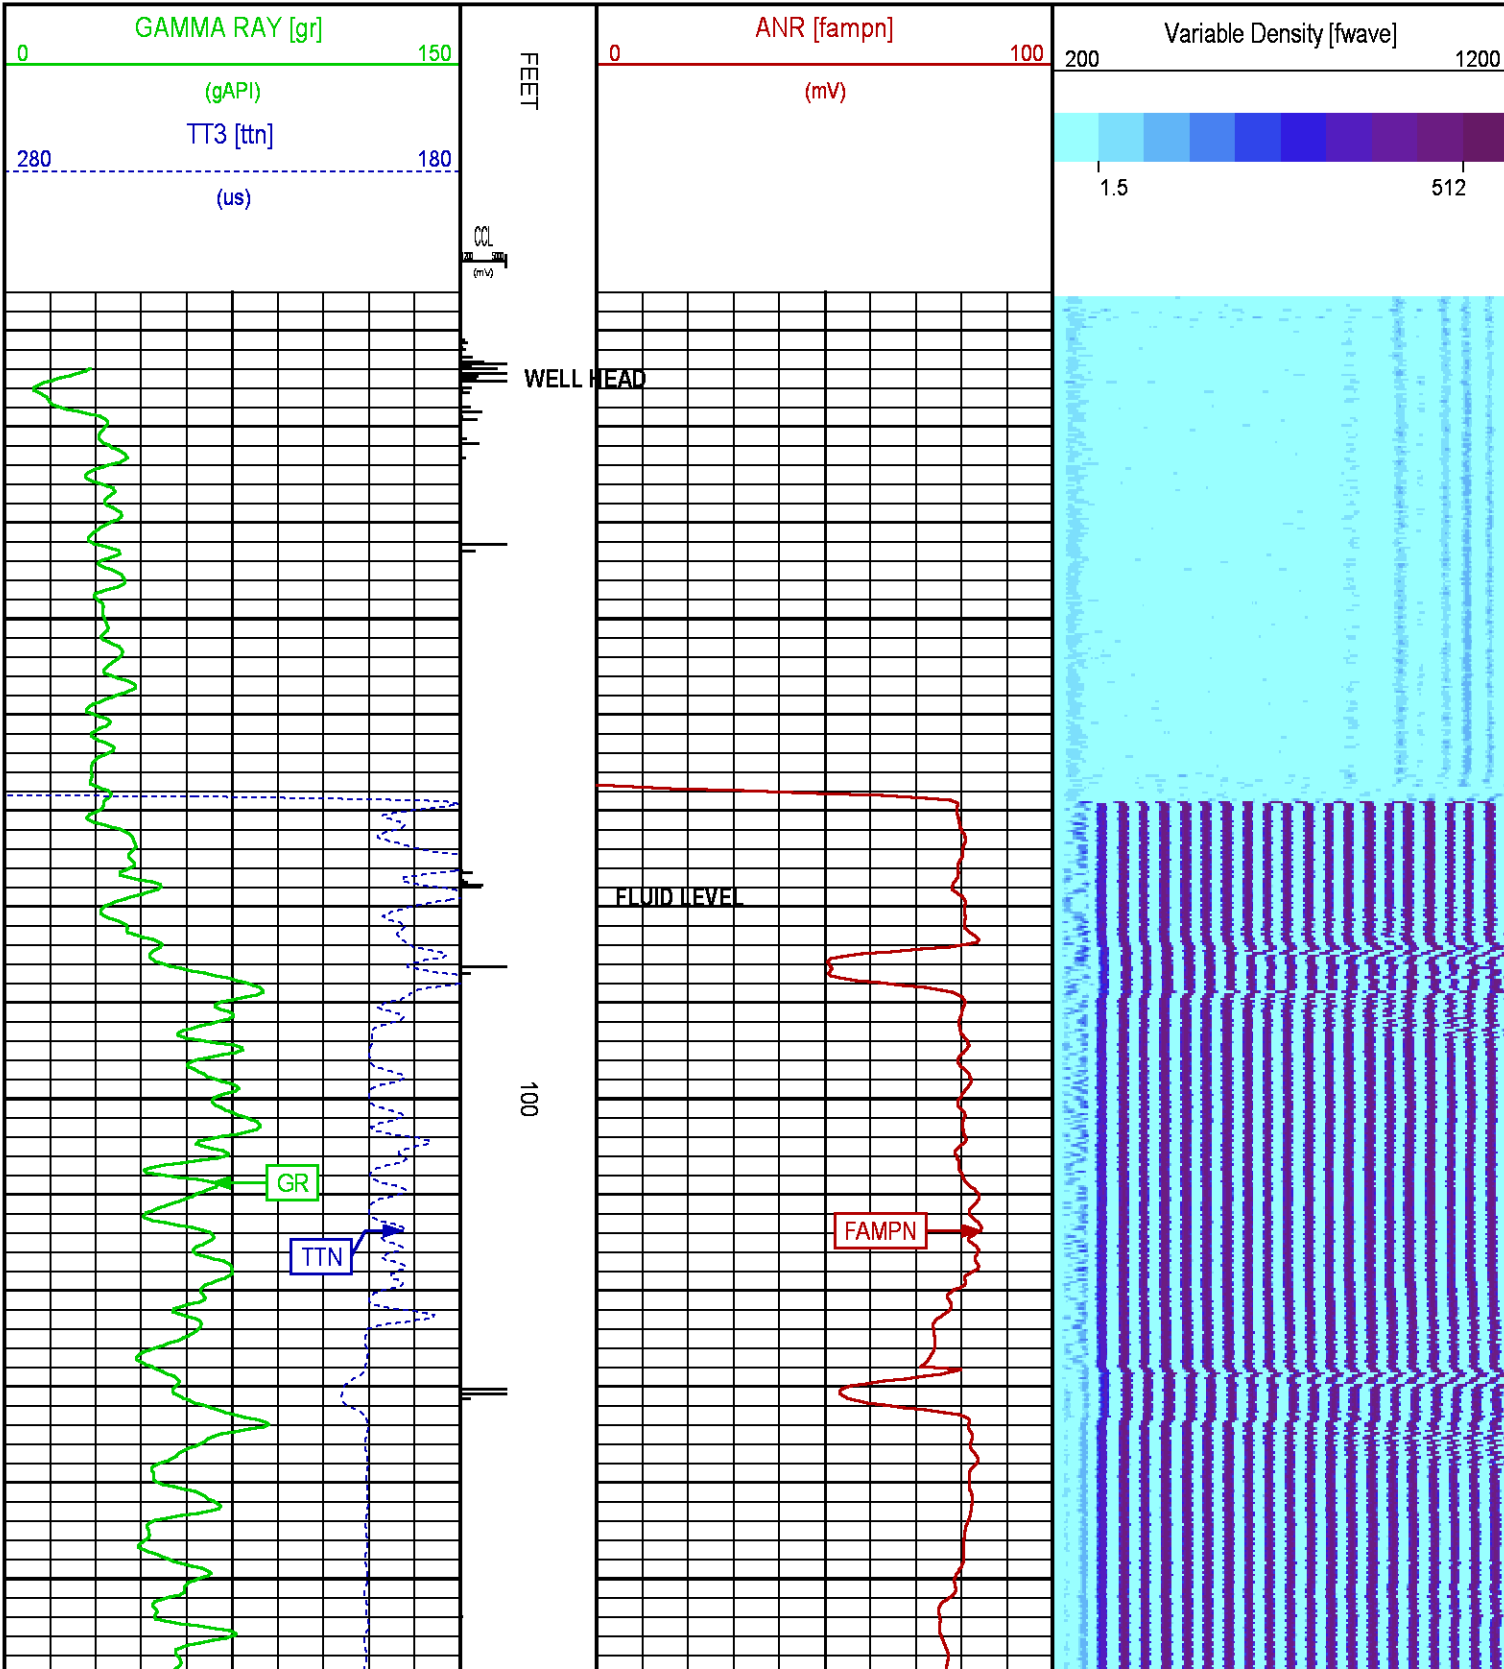 GAMMA RAY [gr]
0 150
(gAPI)
TT3 [ttn]
280 180
(us)
FEET
CCL
(mV)
ANR [fampn]
0 100
(mV)
Variable Density [fwave]
200 1200
1.5 512
WELL HEAD
FLUID LEVEL
100
GR
FAMPN
TTN